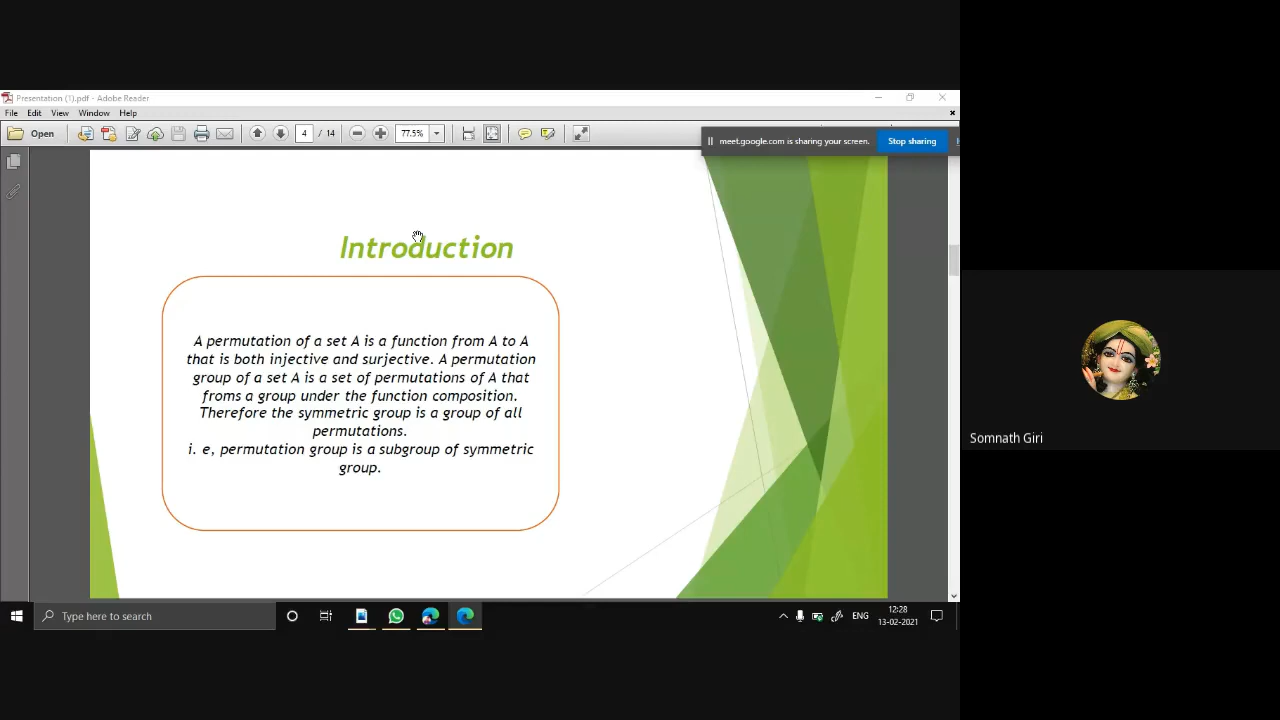 Presentation (1).pdf - Adobe Reader
File Edit View Window Help
Open 4 / 14 77.5%
meet.google.com is sharing your screen. Stop sharing
Introduction
A permutation of a set A is a function from A to A
that is both injective and surjective. A permutation
group of a set A is a set of permutations of A that
froms a group under the function composition.
Therefore the symmetric group is a group of all
permutations.
i. e, permutation group is a subgroup of symmetric
group.
Somnath Giri
Type here to search
ENG
12:28
13-02-2021